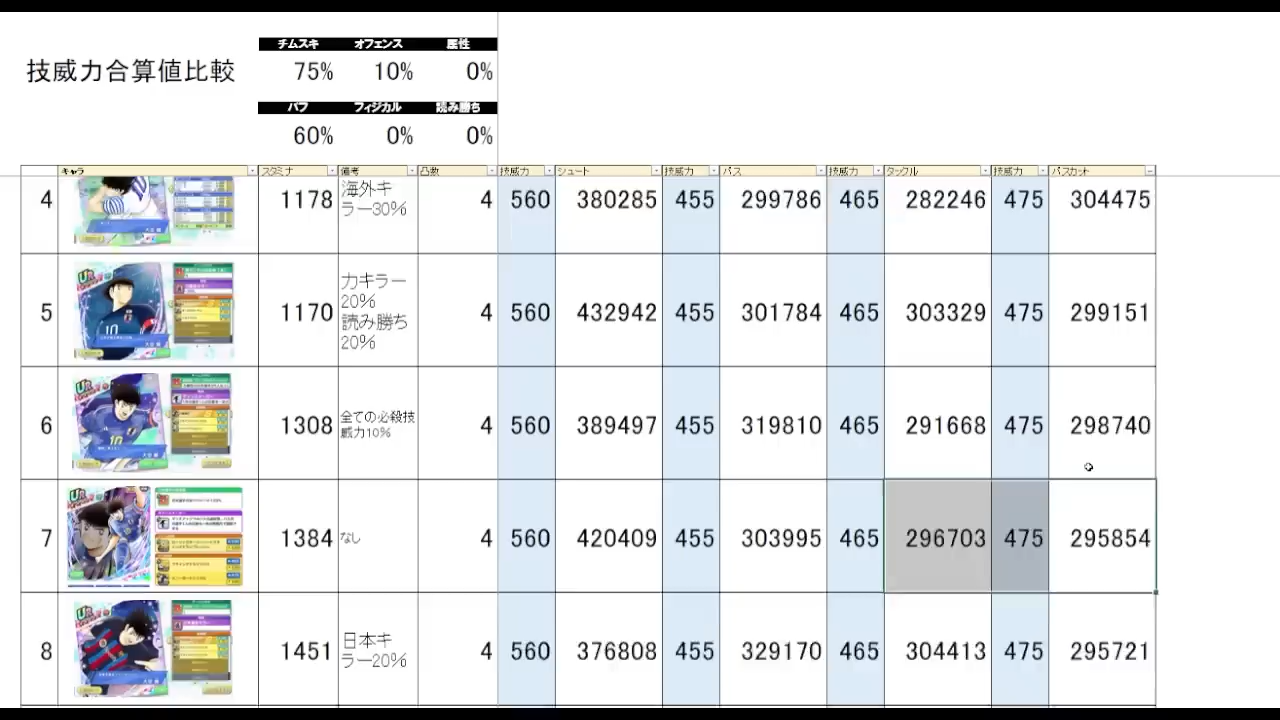 チムスキ オフェンス 属性
技威力合算値比較 75% 10% 0%
バフ フィジカル 読み勝ち
60% 0% 0%
キャラ スタミナ 備考 凸数 技威力 シュート 技威力 パス 技威力 タックル 技威力 パスカット
4 1178 海外キ
ラー30% 4 560 380285 455 299786 465 282246 475 304475
5 1170 力キラー
20%
読み勝ち
20% 4 560 432942 455 301784 465 303329 475 299151
6 1308 全ての必殺技
威力10% 4 560 389497 455 319810 465 291668 475 298740
7 1384 なし 4 560 420409 455 303995 465 296703 475 295854
8 1451 日本キ
ラー20% 4 560 376808 455 329170 465 304413 475 295721